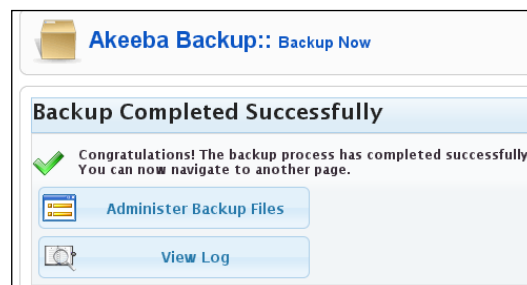 Akeeba Backup:: Backup Now
Backup Completed Successfully
Congratulations! The backup process has completed successfully
You can now navigate to another page.
Administer Backup Files
View Log